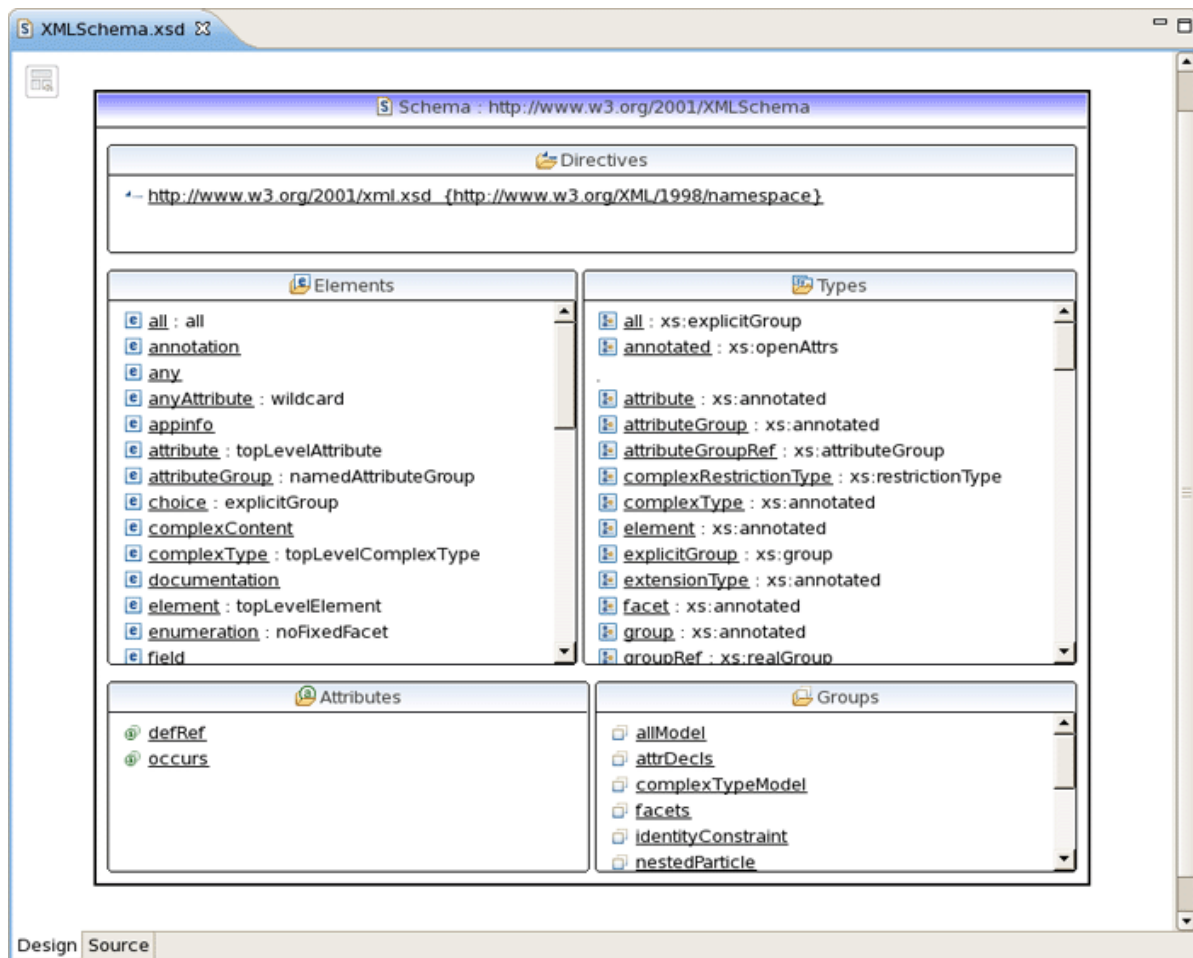 XMLSchema.xsd
Schema : http://www.w3.org/2001/XMLSchema
Directives
http://www.w3.org/2001/xml.xsd {http://www.w3.org/XML/1998/namespace}
Elements
all : all
annotation
any
anyAttribute : wildcard
appinfo
attribute : topLevelAttribute
attributeGroup : namedAttributeGroup
choice : explicitGroup
complexContent
complexType : topLevelComplexType
documentation
element : topLevelElement
enumeration : noFixedFacet
field
Types
all : xs:explicitGroup
annotated : xs:openAttrs
attribute : xs:annotated
attributeGroup : xs:annotated
attributeGroupRef : xs:attributeGroup
complexRestrictionType : xs:restrictionType
complexType : xs:annotated
element : xs:annotated
explicitGroup : xs:group
extensionType : xs:annotated
facet : xs:annotated
group : xs:annotated
groupRef : xs:realGroup
Attributes
defRef
occurs
Groups
allModel
attrDecls
complexTypeModel
facets
identityConstraint
nestedParticle
Design
Source